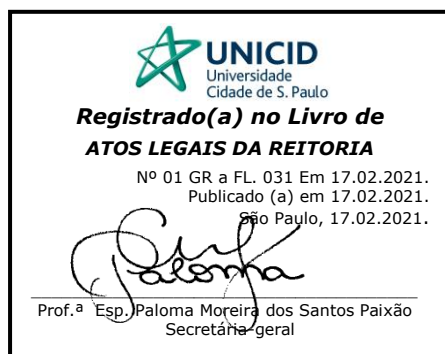 UNICID
Universidade
Cidade de S. Paulo
Registrado(a) no Livro de
ATOS LEGAIS DA REITORIA
Nº 01 GR a FL. 031 Em 17.02.2021.
Publicado (a) em 17.02.2021.
São Paulo, 17.02.2021.
Paloma
Prof.ª Esp. Paloma Moreira dos Santos Paixão
Secretária-geral